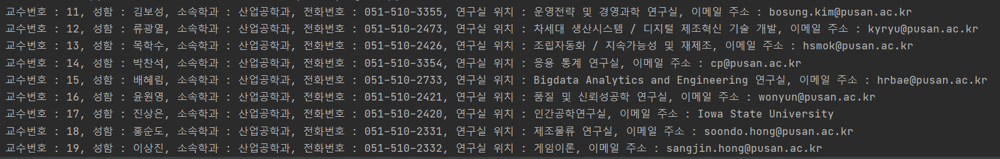 교수번호 : 11, 성함 : 김보성, 소속학과 : 산업공학과, 전화번호 : 051-510-3355, 연구실 위치 : 운영전략 및 경영과학 연구실, 이메일 주소 : bosung.kim@pusan.ac.kr
교수번호 : 12, 성함 : 류광열, 소속학과 : 산업공학과, 전화번호 : 051-510-2473, 연구실 위치 : 차세대 생산시스템 / 디지털 제조혁신 기술 개발, 이메일 주소 : kyryu@pusan.ac.kr
교수번호 : 13, 성함 : 목학수, 소속학과 : 산업공학과, 전화번호 : 051-510-2426, 연구실 위치 : 조립자동화 / 지속가능성 및 재제조, 이메일 주소 : hsmok@pusan.ac.kr
교수번호 : 14, 성함 : 박찬석, 소속학과 : 산업공학과, 전화번호 : 051-510-3354, 연구실 위치 : 응용 통계 연구실, 이메일 주소 : cp@pusan.ac.kr
교수번호 : 15, 성함 : 배혜림, 소속학과 : 산업공학과, 전화번호 : 051-510-2733, 연구실 위치 : Bigdata Analytics and Engineering 연구실, 이메일 주소 : hrbae@pusan.ac.kr
교수번호 : 16, 성함 : 윤원영, 소속학과 : 산업공학과, 전화번호 : 051-510-2421, 연구실 위치 : 품질 및 신뢰성공학 연구실, 이메일 주소 : wonyun@pusan.ac.kr
교수번호 : 17, 성함 : 진상은, 소속학과 : 산업공학과, 전화번호 : 051-510-2420, 연구실 위치 : 인간공학연구실, 이메일 주소 : Iowa State University
교수번호 : 18, 성함 : 홍순도, 소속학과 : 산업공학과, 전화번호 : 051-510-2331, 연구실 위치 : 제조물류 연구실, 이메일 주소 : soondo.hong@pusan.ac.kr
교수번호 : 19, 성함 : 이상진, 소속학과 : 산업공학과, 전화번호 : 051-510-2332, 연구실 위치 : 게임이론, 이메일 주소 : sangjin.hong@pusan.ac.kr